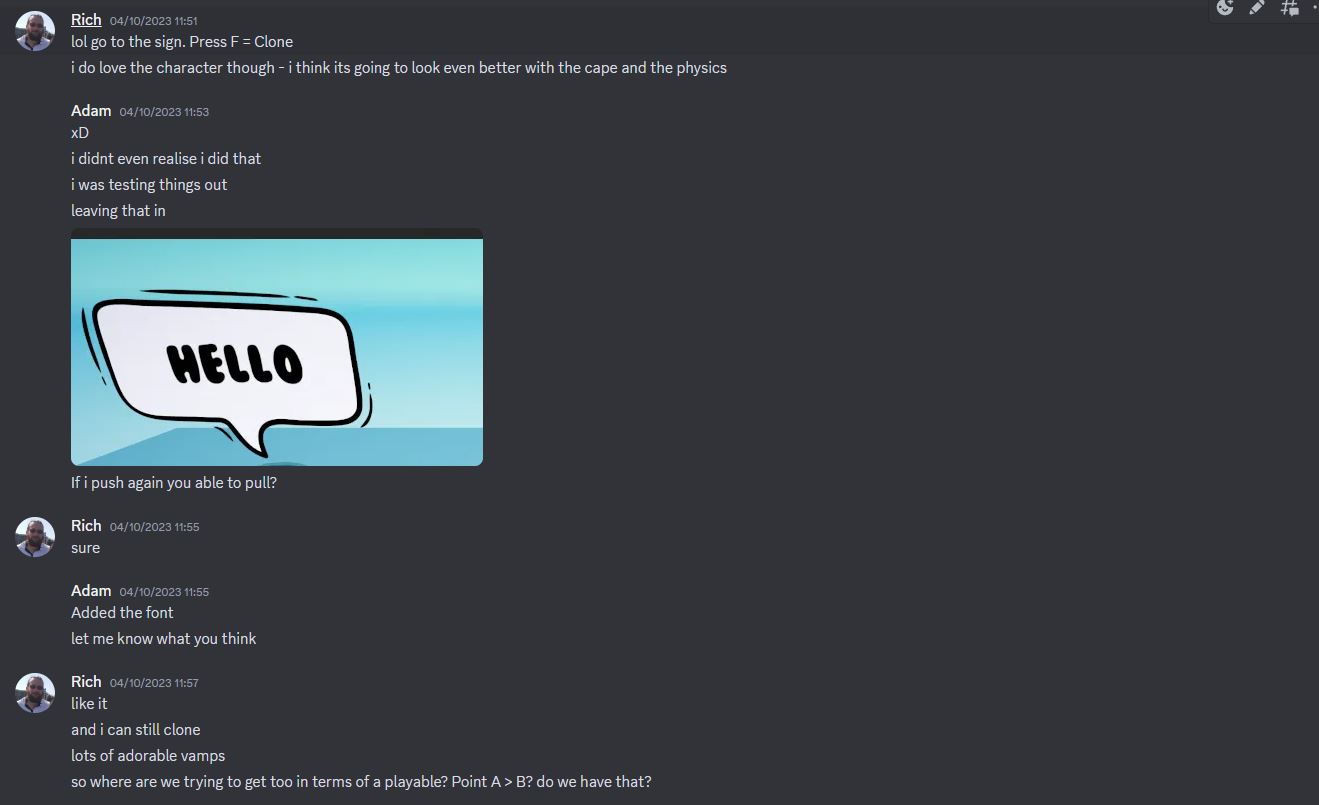 Rich 04/10/2023 11:51
lol go to the sign. Press F = Clone
i do love the character though - i think its going to look even better with the cape and the physics
Adam 04/10/2023 11:53
xD
i didnt even realise i did that
i was testing things out
leaving that in
HELLO
If i push again you able to pull?
Rich 04/10/2023 11:55
sure
Adam 04/10/2023 11:55
Added the font
let me know what you think
Rich 04/10/2023 11:57
like it
and i can still clone
lots of adorable vamps
so where are we trying to get too in terms of a playable? Point A > B? do we have that?